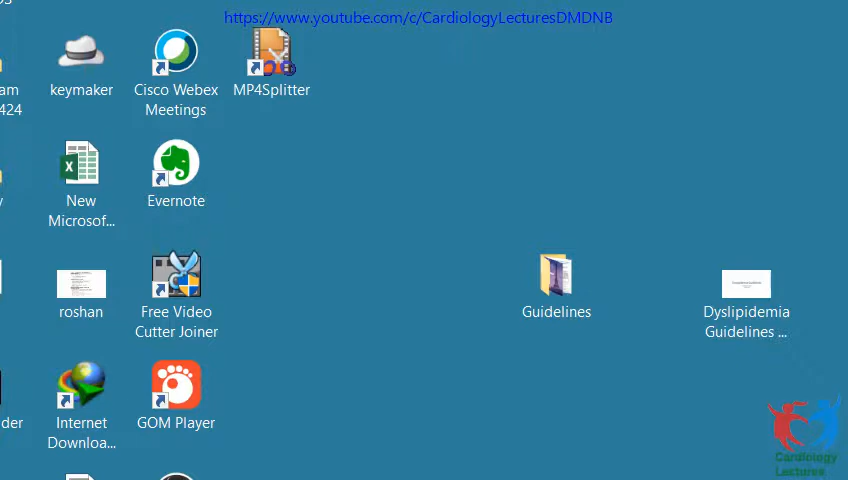 https://www.youtube.com/c/CardiologyLecturesDMDNB
am
424
keymaker
Cisco Webex
Meetings
MP4Splitter
New
Microsof...
Evernote
roshan
Free Video
Cutter Joiner
Guidelines
Dyslipidemia
Guidelines ...
der
Internet
Downloa...
GOM Player
Cardiology
Lectures